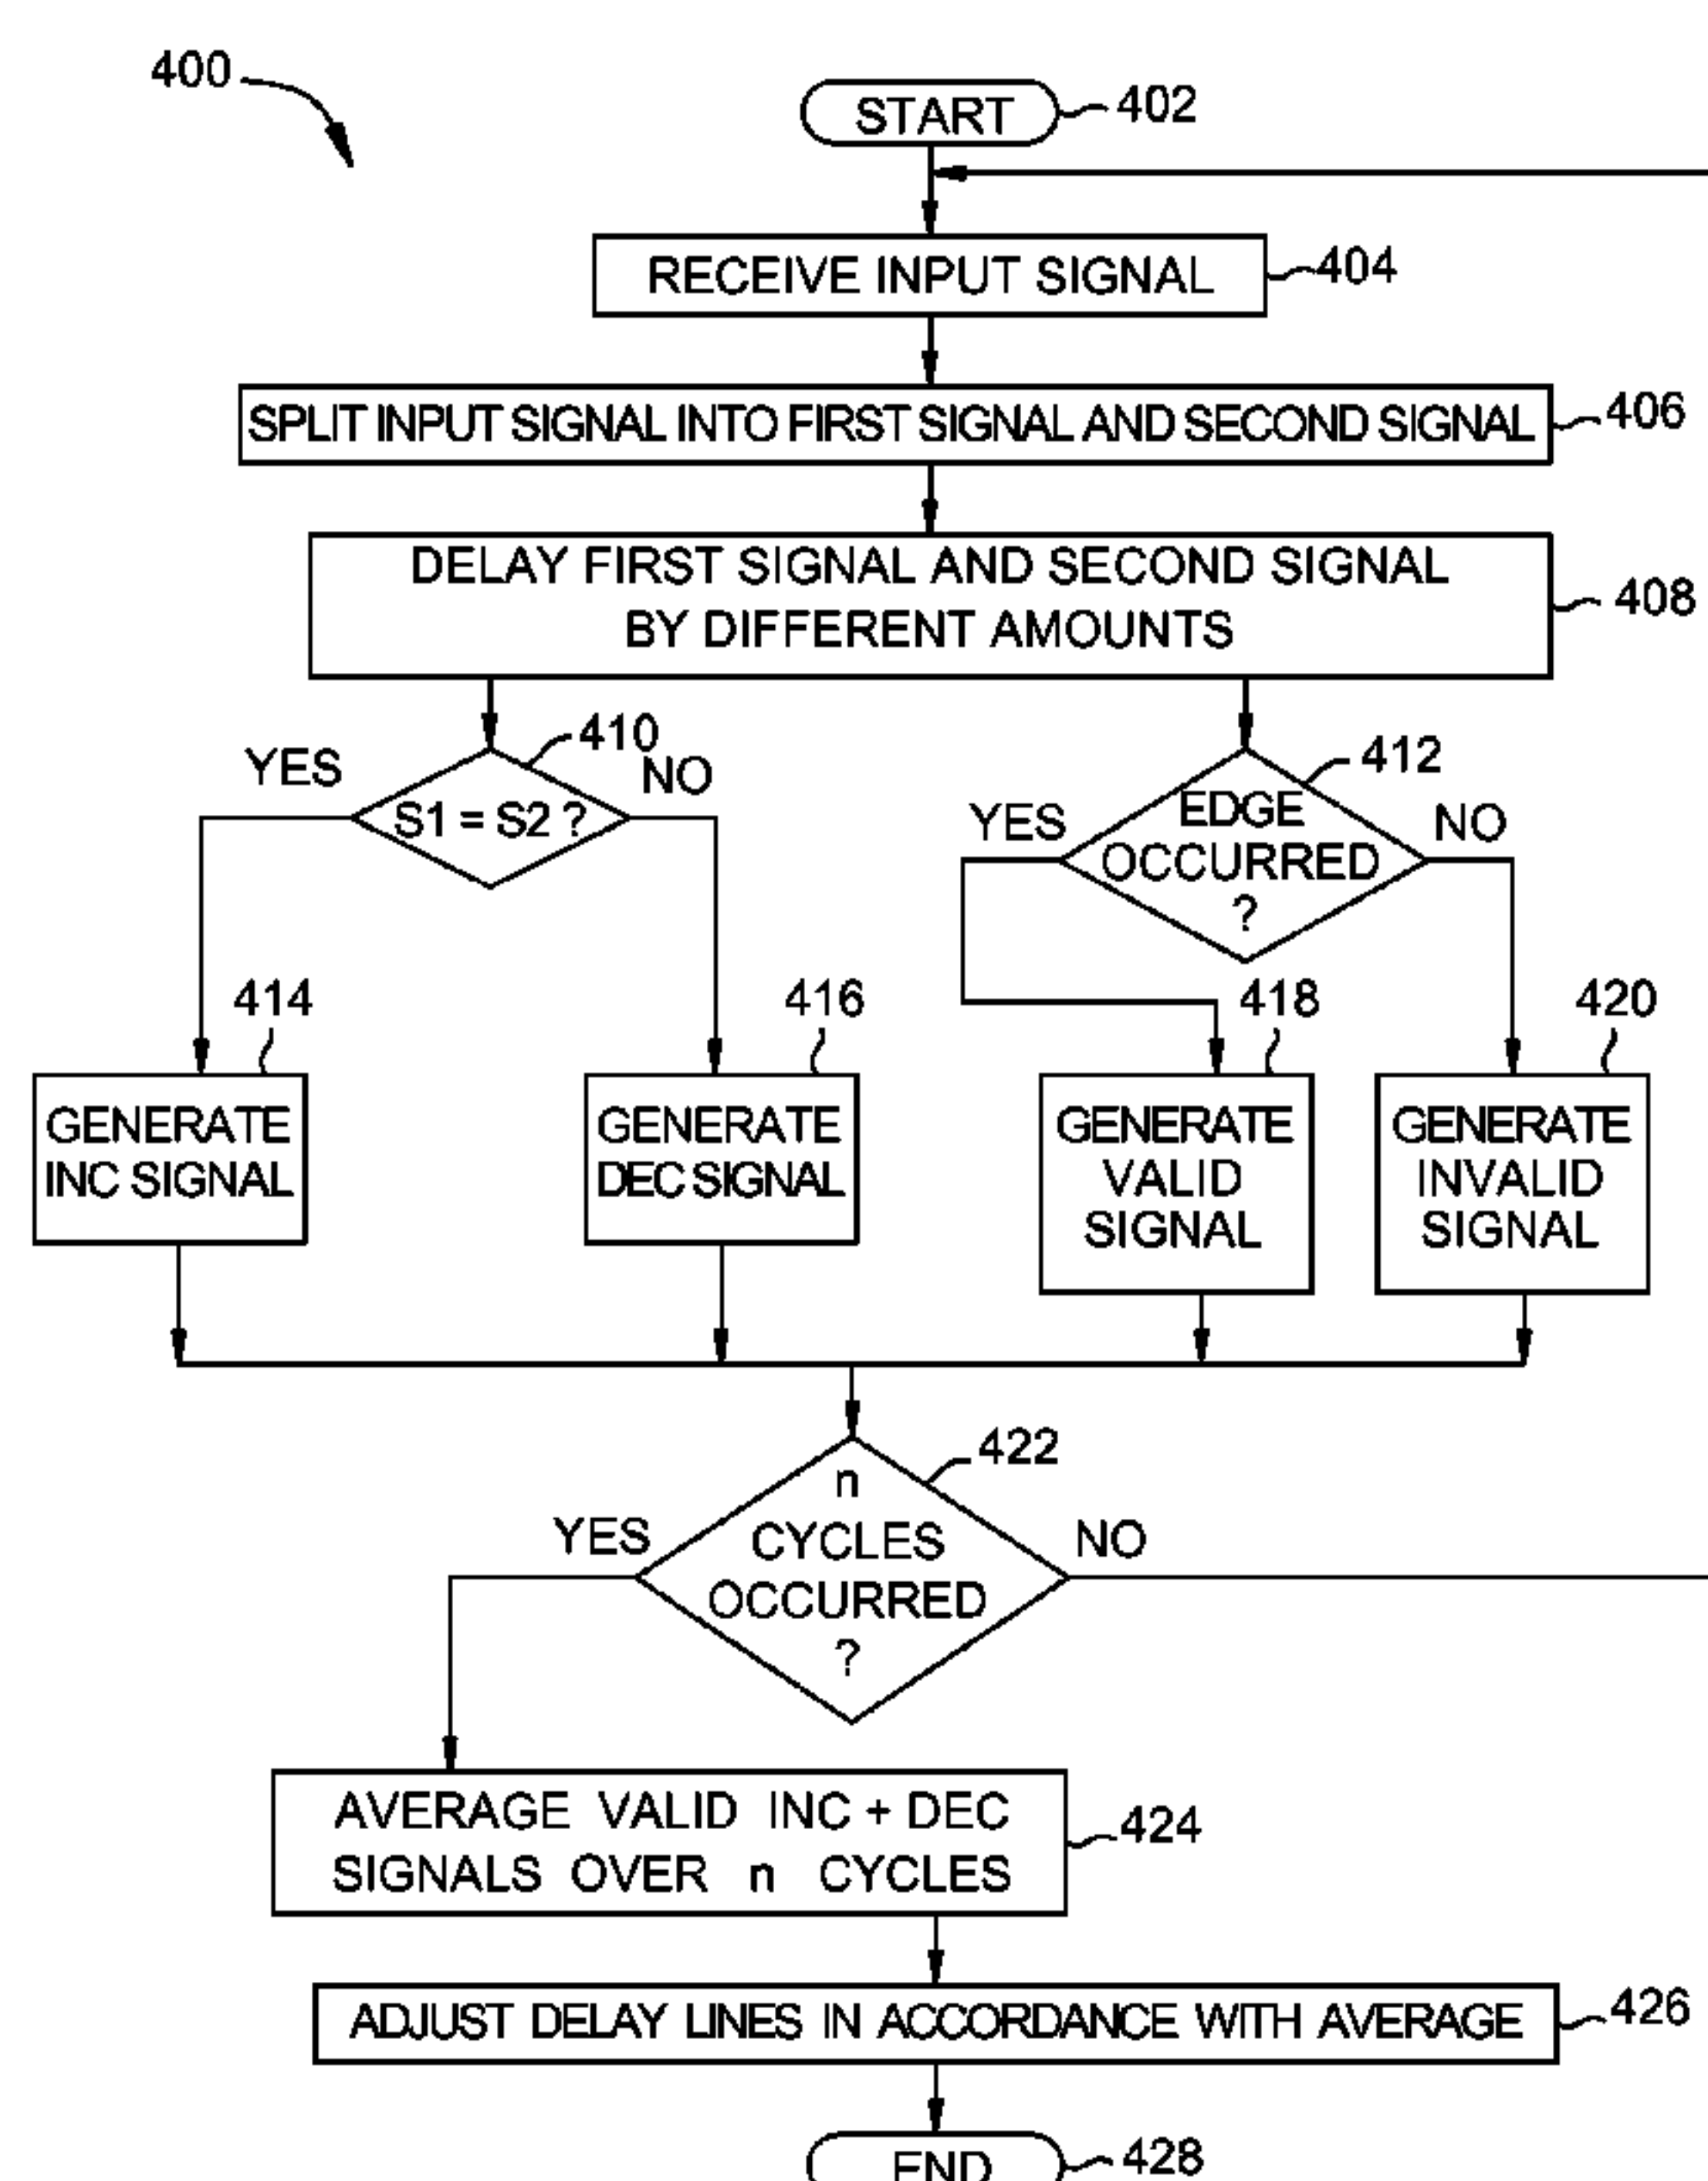 400
START
402
RECEIVE INPUT SIGNAL
404
SPLIT INPUT SIGNAL INTO FIRST SIGNAL AND SECOND SIGNAL
406
DELAY FIRST SIGNAL AND SECOND SIGNAL
BY DIFFERENT AMOUNTS
408
YES
410
NO
S1 = S2 ?
412
YES
EDGE
OCCURRED
?
NO
414
416
418
420
GENERATE
INC SIGNAL
GENERATE
DEC SIGNAL
GENERATE
VALID
SIGNAL
GENERATE
INVALID
SIGNAL
422
YES
n
CYCLES
OCCURRED
?
NO
AVERAGE VALID INC + DEC
SIGNALS OVER n CYCLES
424
ADJUST DELAY LINES IN ACCORDANCE WITH AVERAGE
426
END
428